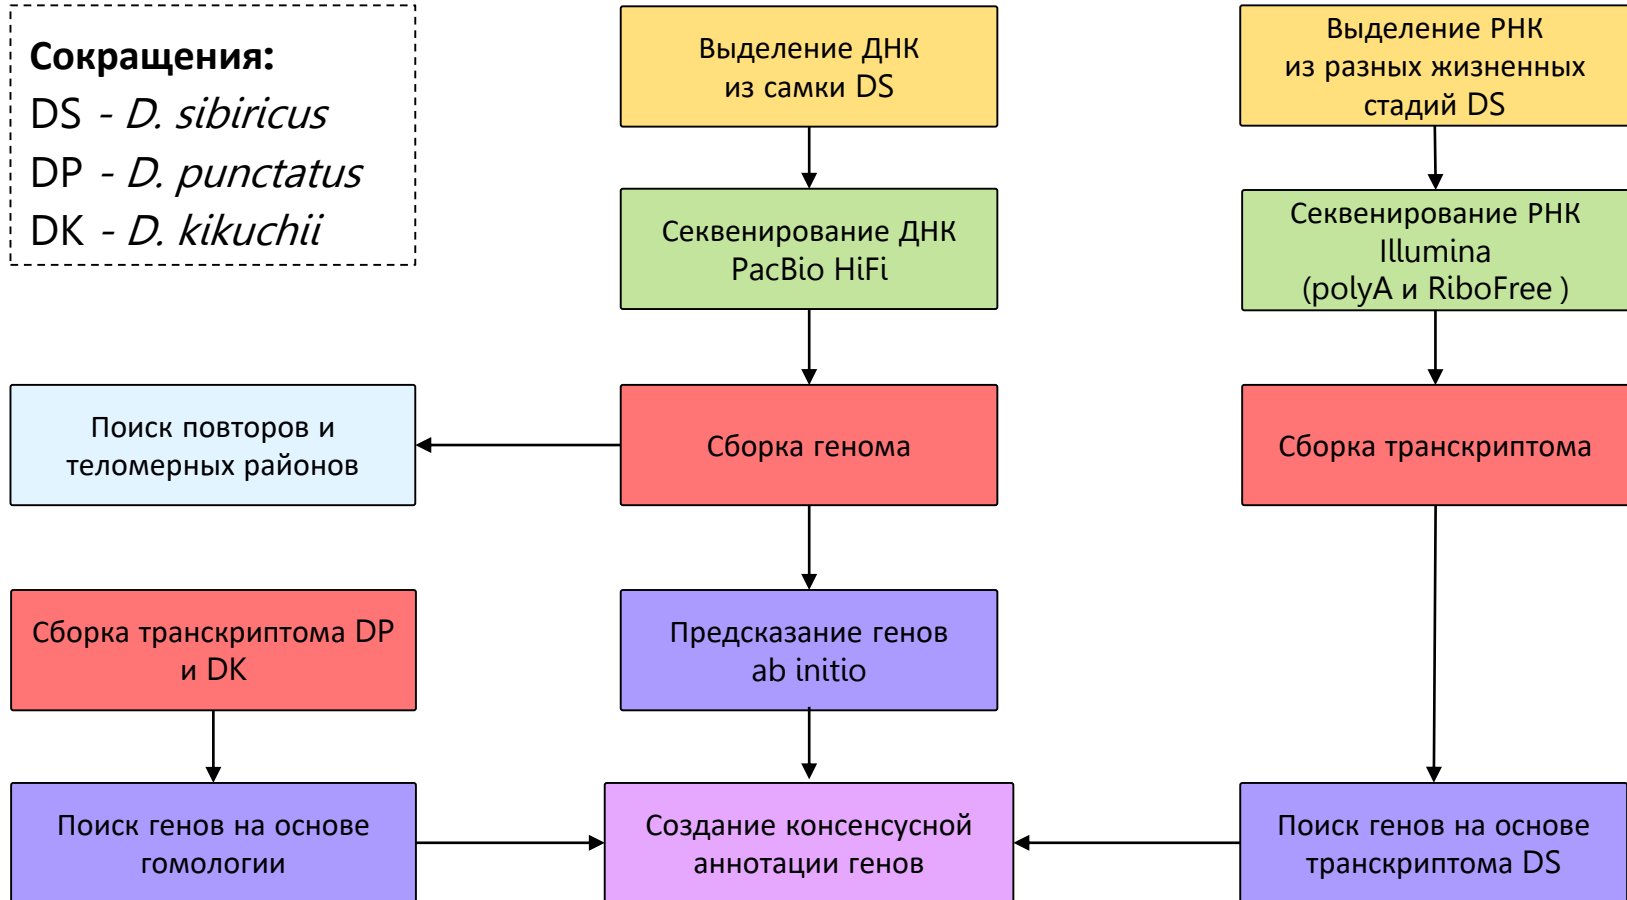 Сокращения:
DS - D. sibiricus
DP - D. punctatus
DK - D. kikuchii
Выделение ДНК
из самки DS
Выделение РНК
из разных жизненных
стадий DS
Секвенирование ДНК
PacBio HiFi
Секвенирование РНК
Illumina
(polyA и RiboFree )
Поиск повторов и
теломерных районов
Сборка генома
Сборка транскриптома
Сборка транскриптома DP
и DK
Предсказание генов
ab initio
Поиск генов на основе
гомологии
Создание консенсусной
аннотации генов
Поиск генов на основе
транскриптома DS